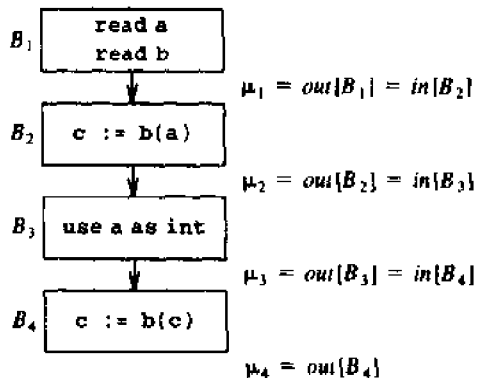 B₁
read a
read b
μ₁ = out[B₁] = in[B₂]
B₂
c := b(a)
μ₂ = out[B₂] = in[B₃]
B₃
use a as int
μ₃ = out[B₃] = in[B₄]
B₄
c := b(c)
μ₄ = out[B₄]